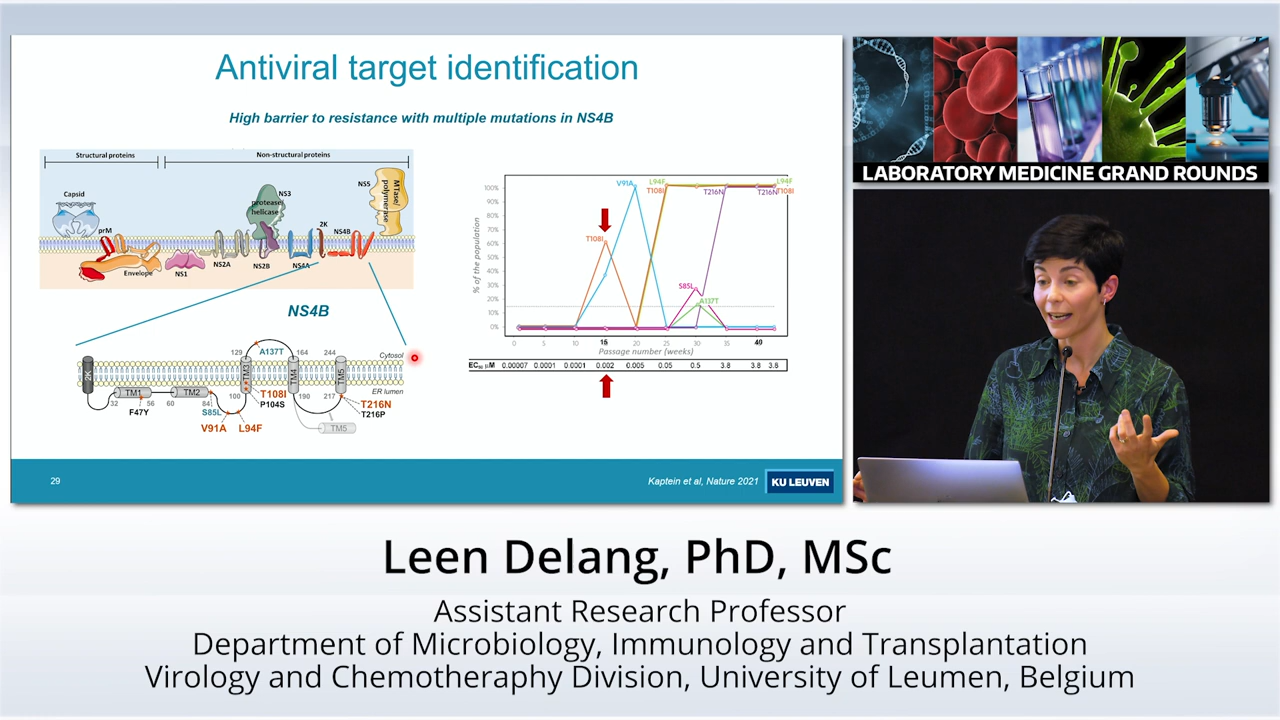 Antiviral target identification
High barrier to resistance with multiple mutations in NS4B
Structural proteins
Non-structural proteins
Capsid
prM
Envelope
NS1
NS2A
NS2B
NS3
protease/
helicase
NS4A
2K
NS4B
NS5
MTase/
polymerase
NS4B
Cytosol
ER lumen
2K
TM1
TM2
TM3
TM4
TM5
TM5
32
56
60
84
100
129
164
190
217
244
F47Y
S85L
V91A
L94F
T108I
P104S
A137T
T216N
T216P
% of the population
100%
90%
80%
70%
60%
50%
40%
30%
20%
10%
0%
T108I
V91A
L94F
T108I
T216N
S85L
A137T
L94F
T216N
T108I
0 5 10 15 20 25 30 35 40
Passage number (weeks)
EC50 µM 0.00007 0.0001 0.0001 0.002 0.005 0.05 0.5 3.8 3.8 3.8
29
Kaptein et al, Nature 2021
KU LEUVEN
LABORATORY MEDICINE GRAND ROUNDS
Leen Delang, PhD, MSc
Assistant Research Professor
Department of Microbiology, Immunology and Transplantation
Virology and Chemotheraphy Division, University of Leumen, Belgium